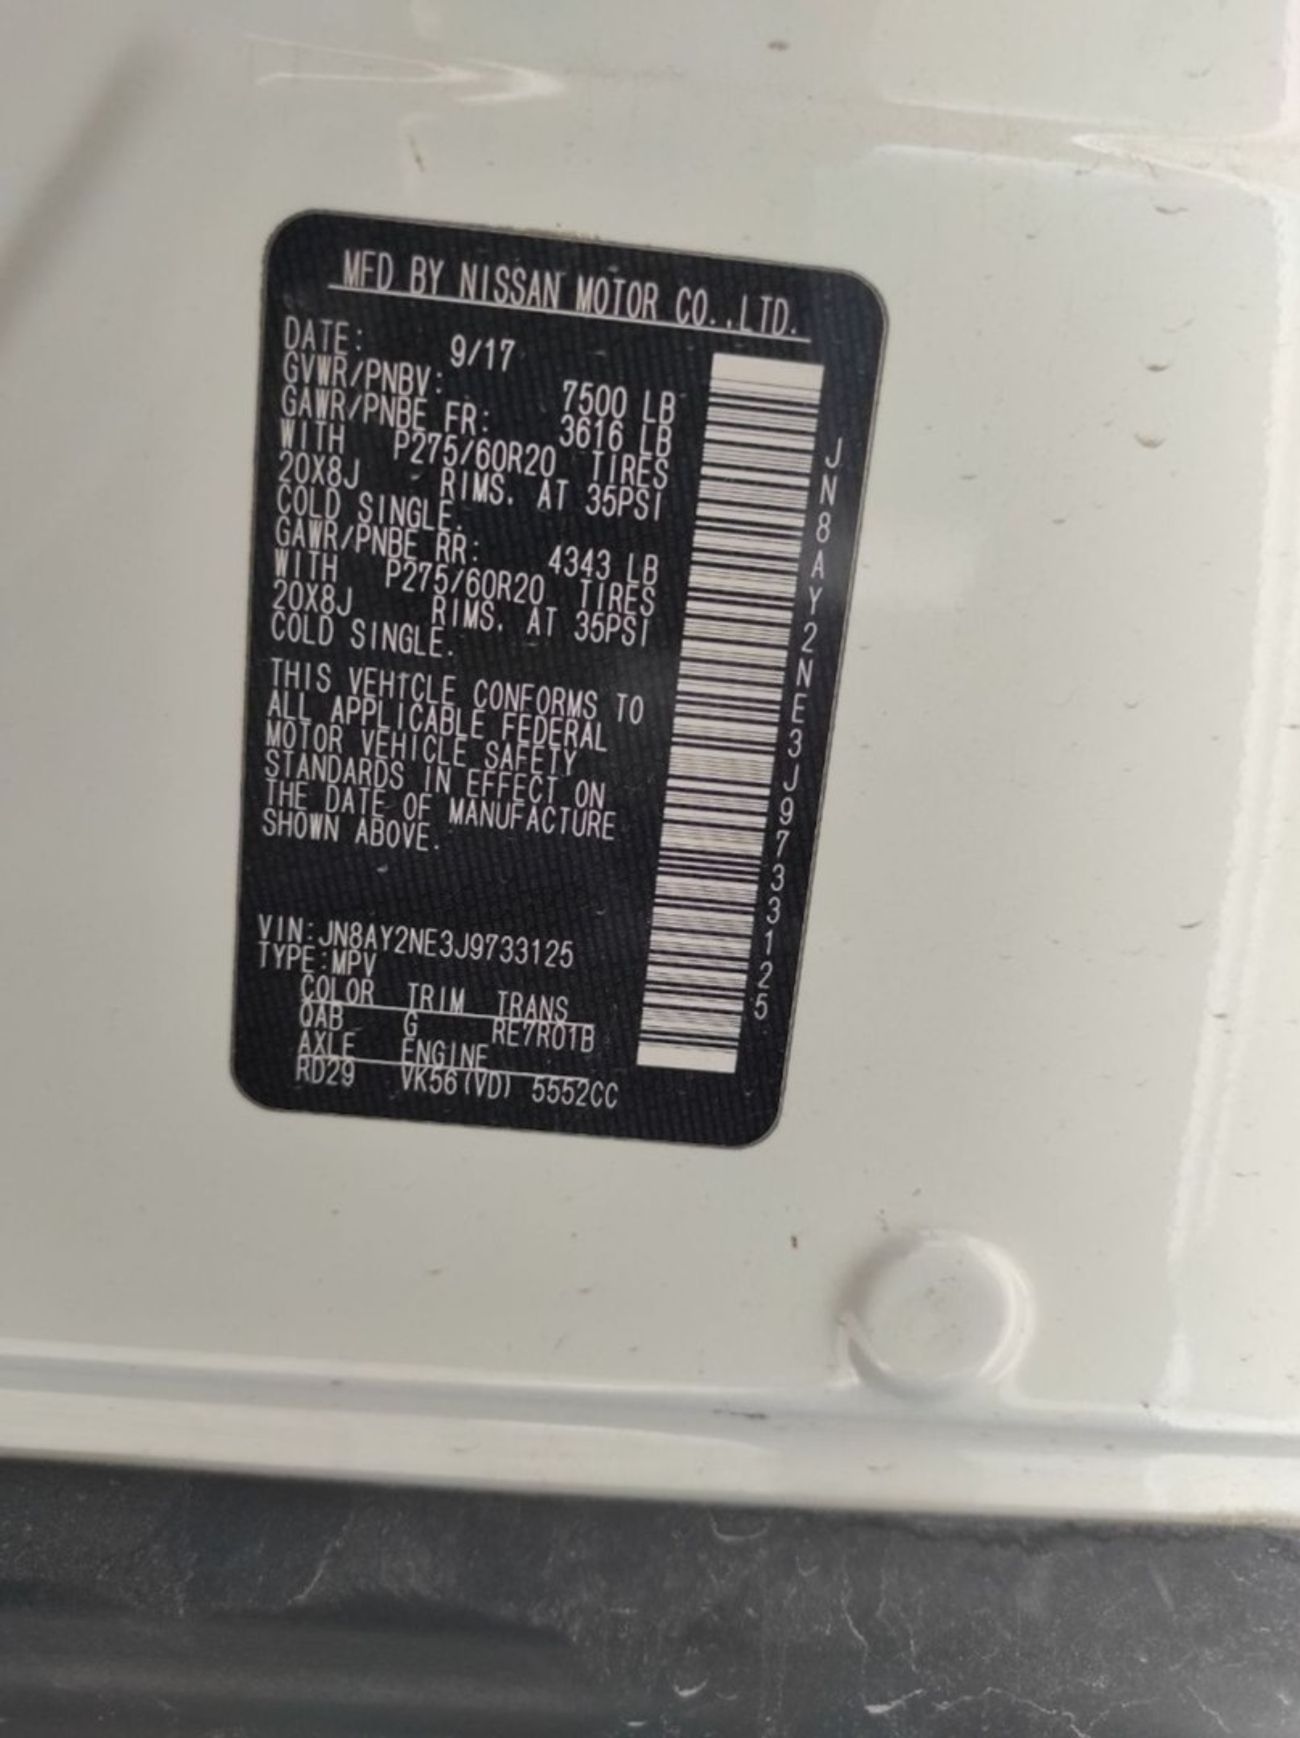 MFD BY NISSAN MOTOR CO.,LTD.
DATE: 9/17
GVWR/PNBV: 7500 LB
GAWR/PNBE FR: 3616 LB
WITH P275/60R20 TIRES
20X8J RIMS, AT 35PSI
COLD SINGLE.
GAWR/PNBE RR: 4343 LB
WITH P275/60R20 TIRES
20X8J RIMS, AT 35PSI
COLD SINGLE.
THIS VEHICLE CONFORMS TO
ALL APPLICABLE FEDERAL
MOTOR VEHICLE SAFETY
STANDARDS IN EFFECT ON
THE DATE OF MANUFACTURE
SHOWN ABOVE.
VIN:JN8AY2NE3J9733125
TYPE:MPV
COLOR TRIM TRANS
QAB G RE7R01B
AXLE ENGINE
RD29 VK56(VD) 5552CC
JN8AY2NE3J9733125